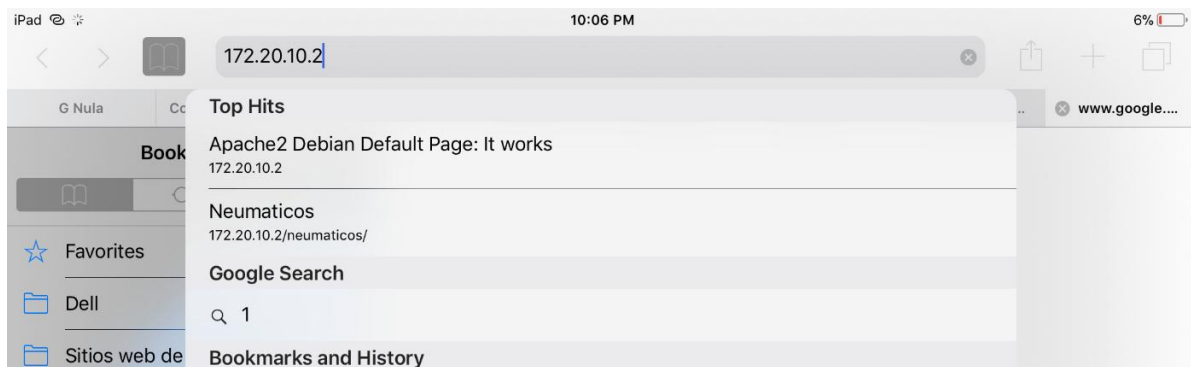 iPad 10:06 PM 6%
172.20.10.2
G Nula Co .. www.google....
Top Hits
Book
Apache2 Debian Default Page: It works
172.20.10.2
Neumaticos
172.20.10.2/neumaticos/
Favorites
Google Search
Dell
1
Sitios web de
Bookmarks and History